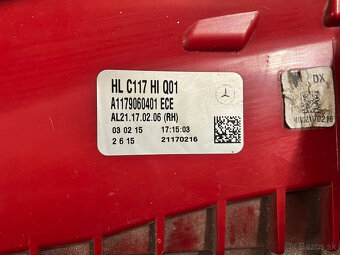 HL C117 HI Q01
A1179060401 ECE
AL21.17.02.06 (RH)
03 02 15 17:15:03
2 6 15 21170216
DX
Bazos.sk